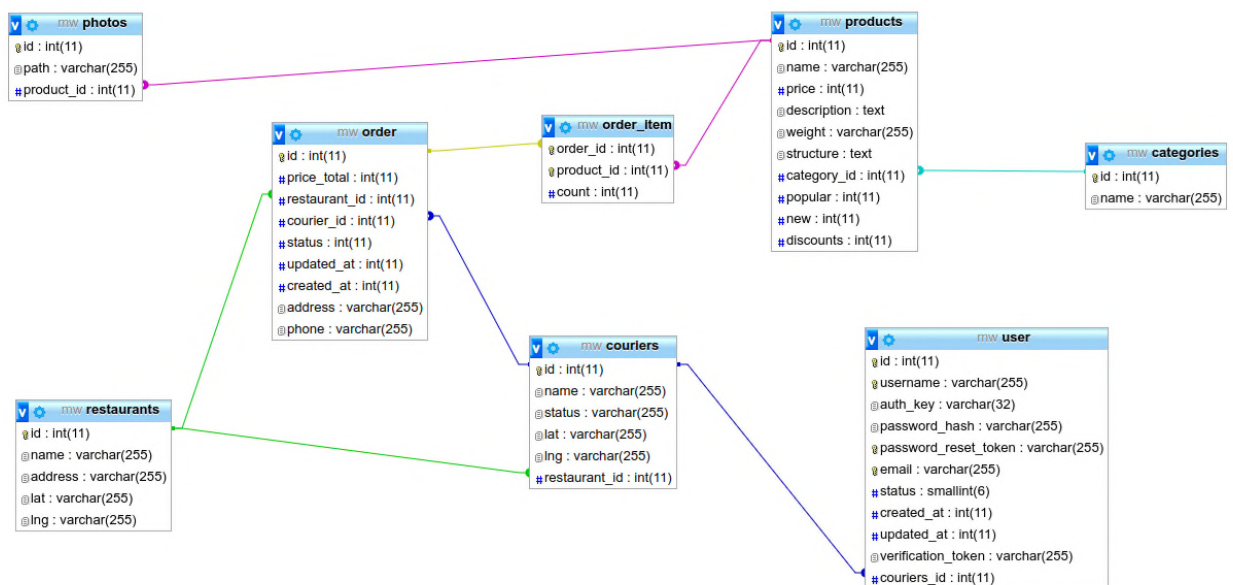 mw photos
id : int(11)
path : varchar(255)
product_id : int(11)
mw products
id : int(11)
name : varchar(255)
price : int(11)
description : text
weight : varchar(255)
structure : text
category_id : int(11)
popular : int(11)
new : int(11)
discounts : int(11)
mw order
id : int(11)
price_total : int(11)
restaurant_id : int(11)
courier_id : int(11)
status : int(11)
updated_at : int(11)
created_at : int(11)
address : varchar(255)
phone : varchar(255)
mw order_item
order_id : int(11)
product_id : int(11)
count : int(11)
mw categories
id : int(11)
name : varchar(255)
mw couriers
id : int(11)
name : varchar(255)
status : varchar(255)
lat : varchar(255)
lng : varchar(255)
restaurant_id : int(11)
mw user
id : int(11)
username : varchar(255)
auth_key : varchar(32)
password_hash : varchar(255)
password_reset_token : varchar(255)
email : varchar(255)
status : smallint(6)
created_at : int(11)
updated_at : int(11)
verification_token : varchar(255)
couriers_id : int(11)
mw restaurants
id : int(11)
name : varchar(255)
address : varchar(255)
lat : varchar(255)
lng : varchar(255)